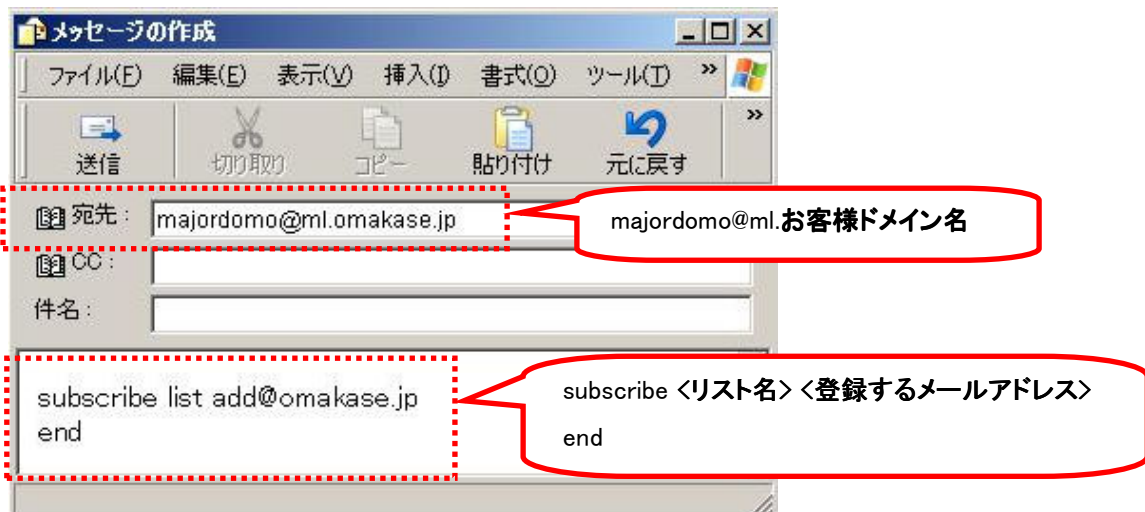 メッセージの作成
ファイル(F) 編集(E) 表示(V) 挿入(I) 書式(O) ツール(T) »
送信 切り取り コピー 貼り付け 元に戻す »
宛先: majordomo@ml.omakase.jp
majordomo@ml.お客様ドメイン名
CC:
件名:
subscribe list add@omakase.jp
end
subscribe <リスト名> <登録するメールアドレス>
end